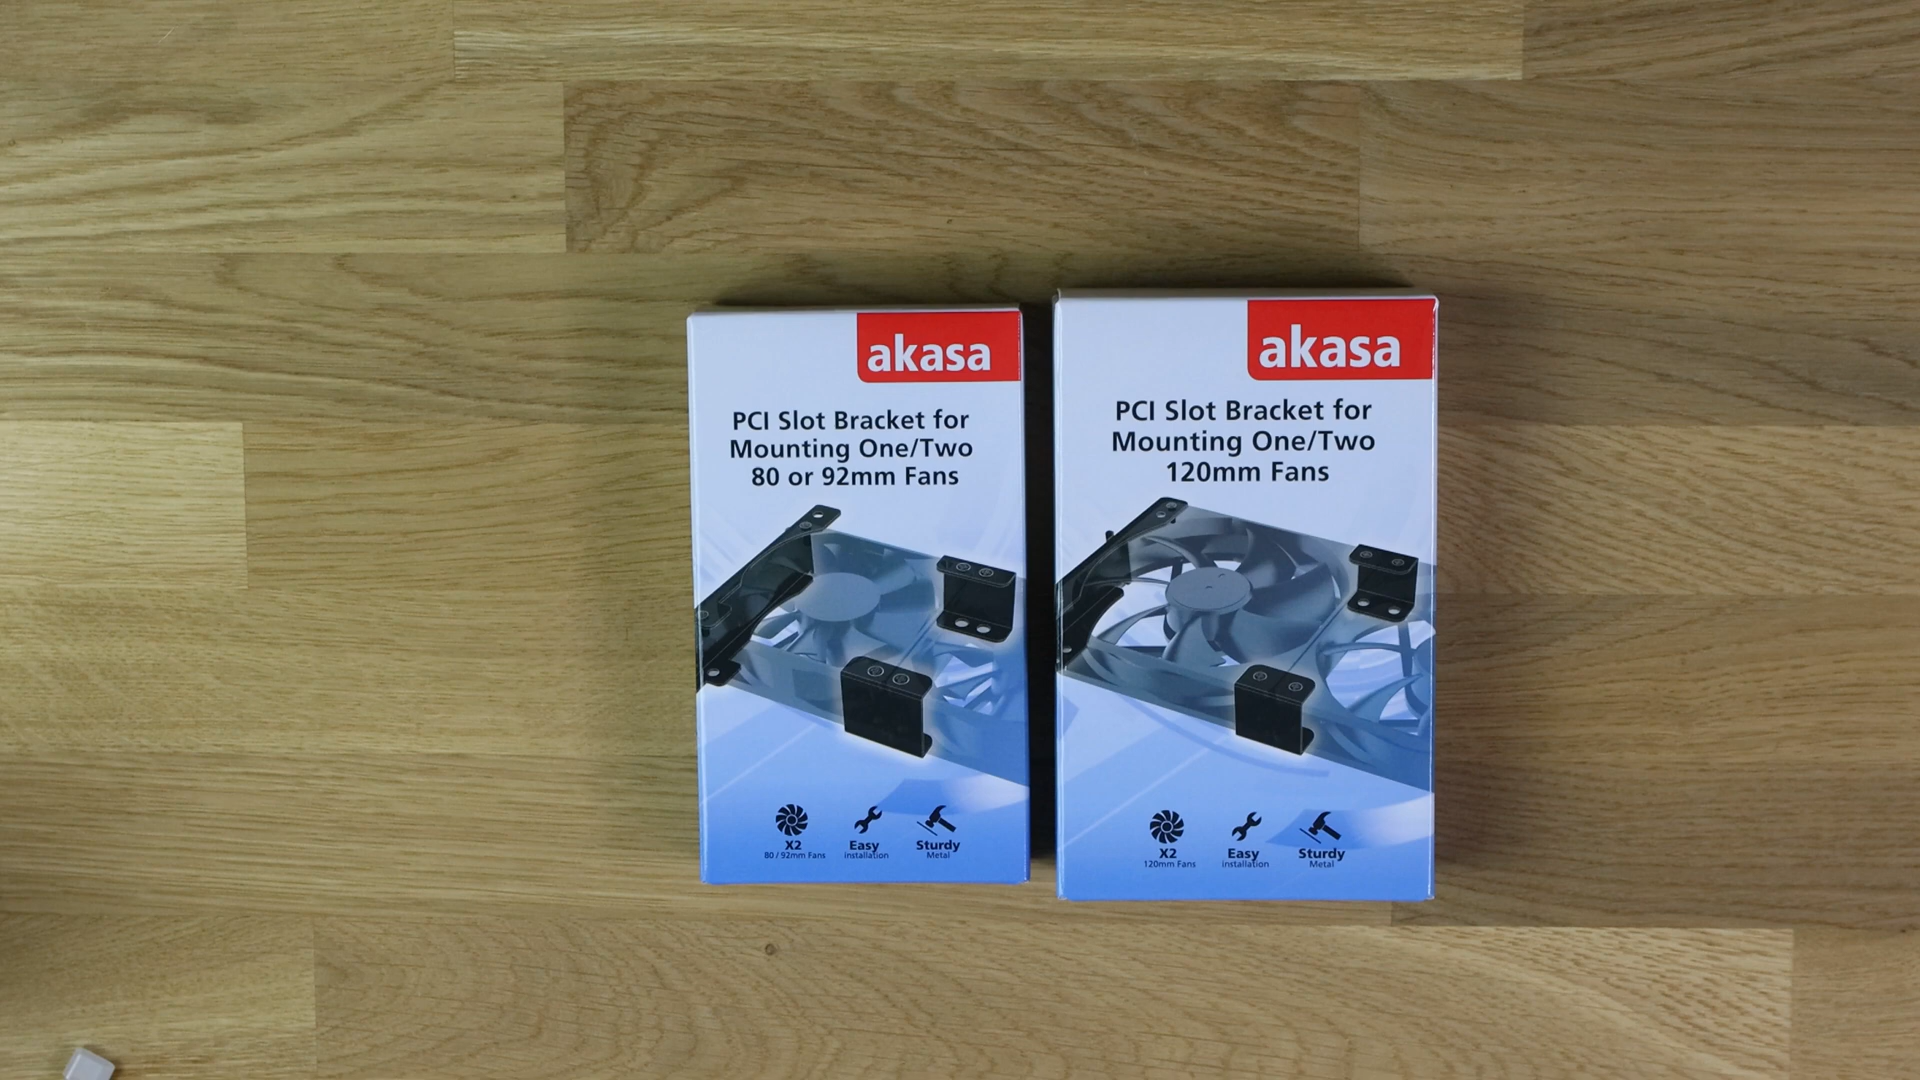 akasa
PCI Slot Bracket for
Mounting One/Two
80 or 92mm Fans
X2
80 / 92mm Fans
Easy
installation
Sturdy
Metal
akasa
PCI Slot Bracket for
Mounting One/Two
120mm Fans
X2
120mm Fans
Easy
installation
Sturdy
Metal